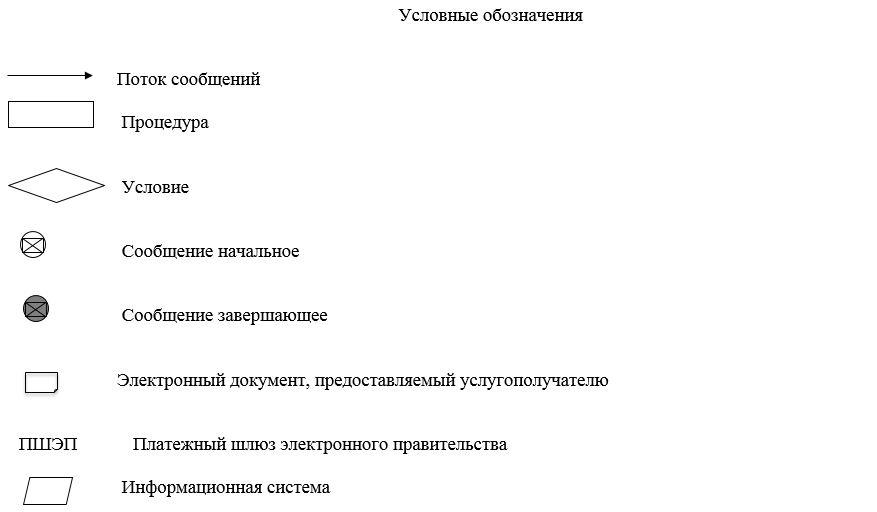 Условные обозначения
Поток сообщений
Процедура
Условие
Сообщение начальное
Сообщение завершающее
Электронный документ, предоставляемый услугополучателю
ПШЭП Платежный шлюз электронного правительства
Информационная система